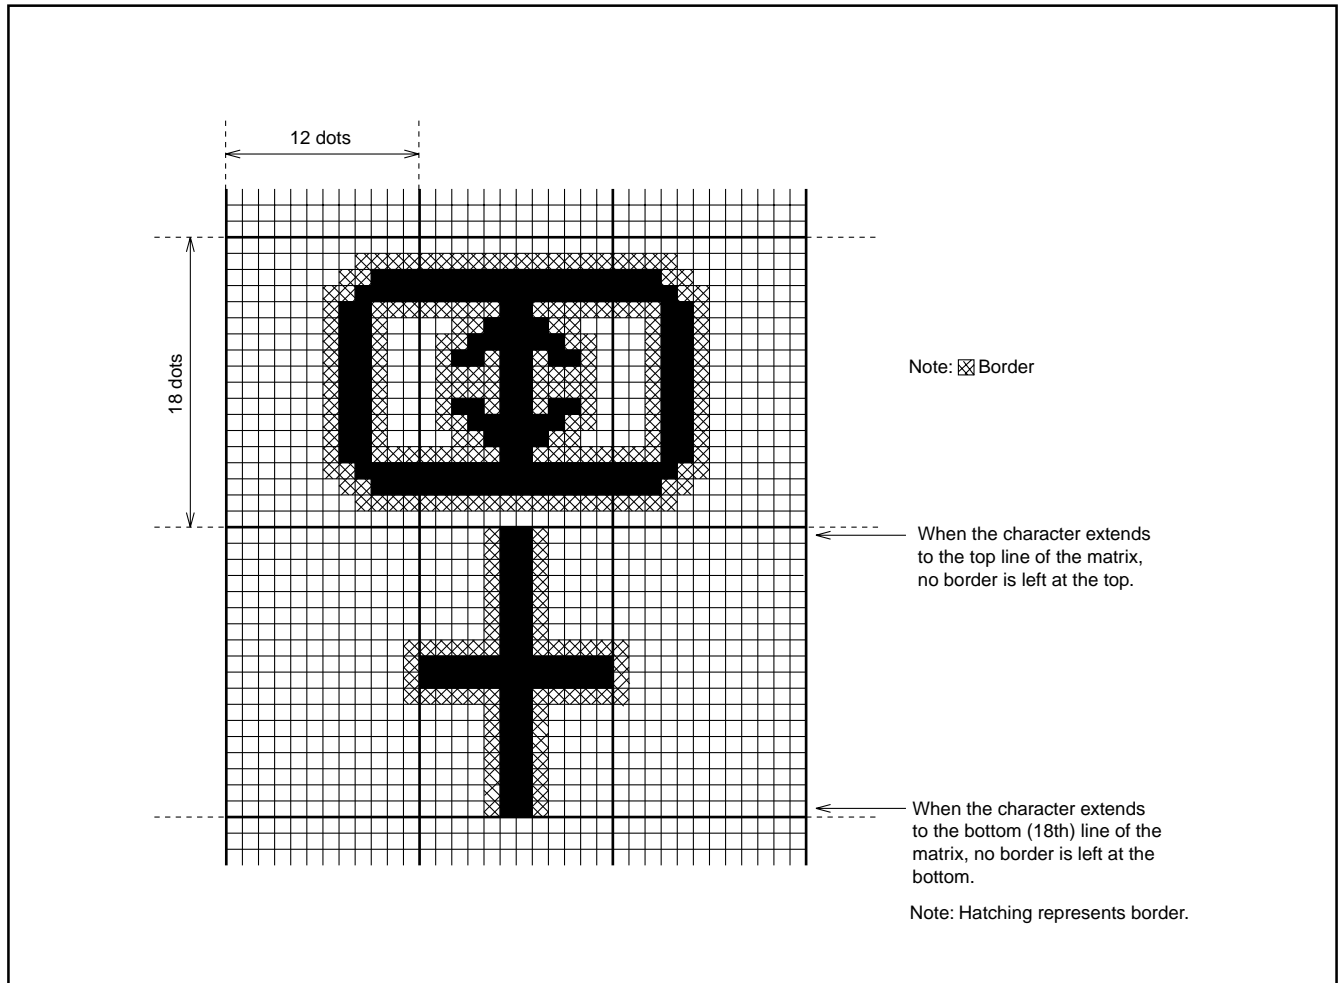 12 dots
18 dots
Note: Border
When the character extends
to the top line of the matrix,
no border is left at the top.
When the character extends
to the bottom (18th) line of the
matrix, no border is left at the
bottom.
Note: Hatching represents border.